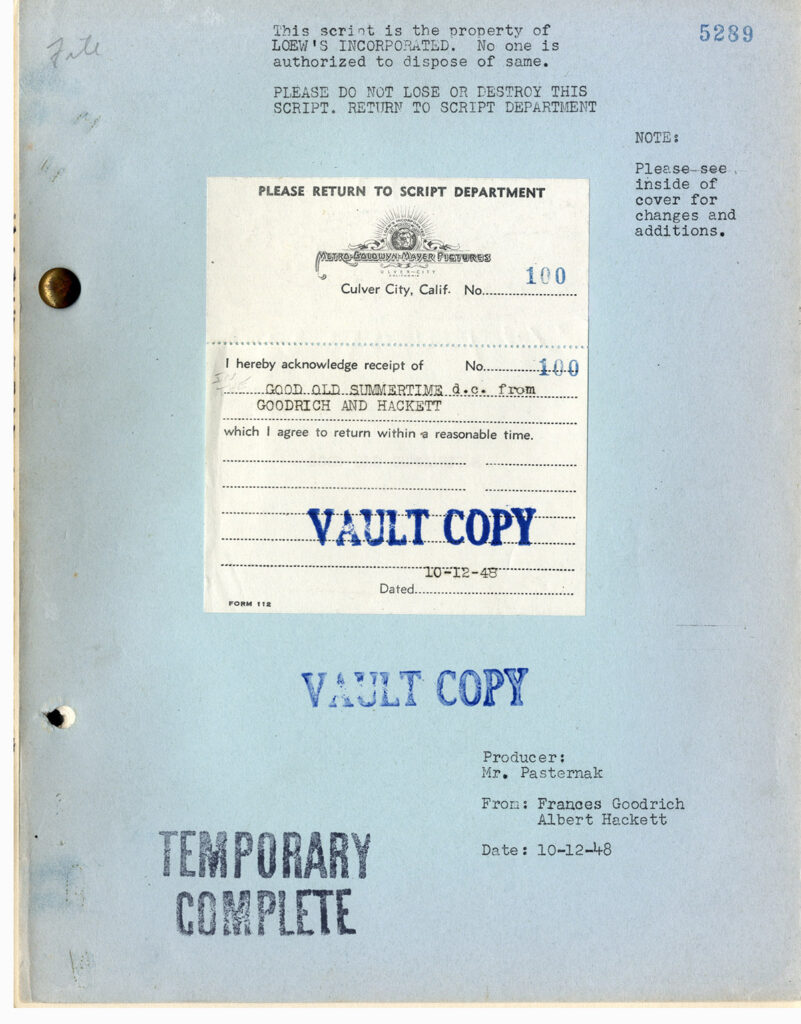 File
This script is the property of
LOEW'S INCORPORATED. No one is
authorized to dispose of same.
5289
PLEASE DO NOT LOSE OR DESTROY THIS
SCRIPT. RETURN TO SCRIPT DEPARTMENT
NOTE:
Please see
inside of
cover for
changes and
additions.
PLEASE RETURN TO SCRIPT DEPARTMENT
METRO-GOLDWYN-MAYER PICTURES
CULVER-CITY
CALIFORNIA
Culver City, Calif. No. 100
I hereby acknowledge receipt of No. 100
GOOD OLD SUMMERTIME d.c. from
GOODRICH AND HACKETT
which I agree to return within a reasonable time.
VAULT COPY
10-12-48
Dated
FORM 112
VAULT COPY
Producer:
Mr. Pasternak
From: Frances Goodrich
Albert Hackett
Date: 10-12-48
TEMPORARY
COMPLETE